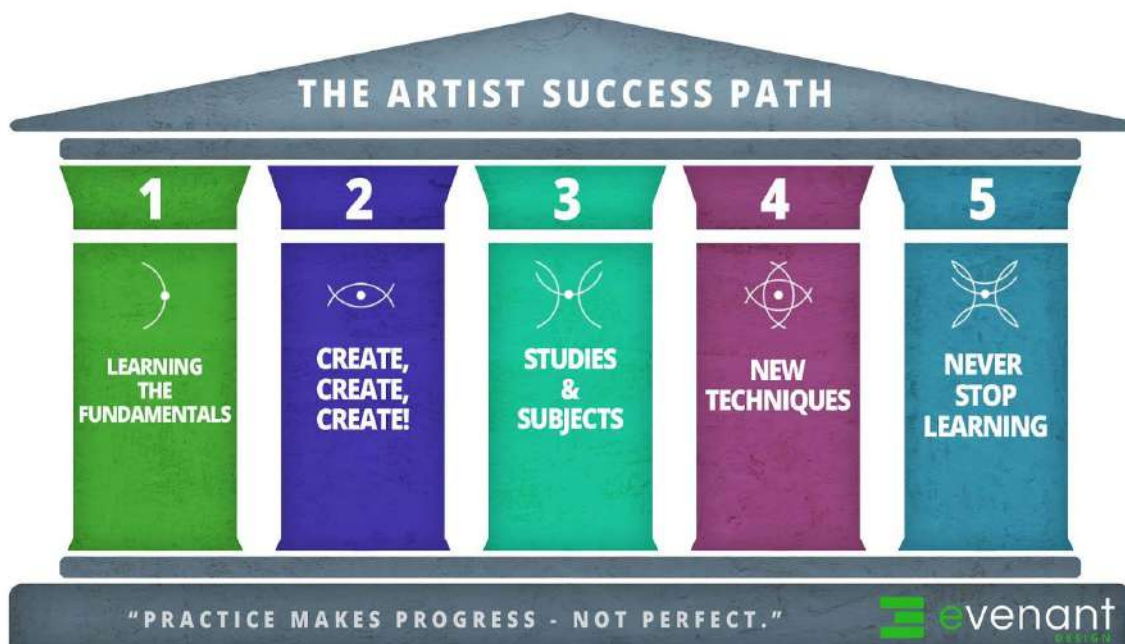 THE ARTIST SUCCESS PATH
1
LEARNING
THE
FUNDAMENTALS
2
CREATE,
CREATE,
CREATE!
3
STUDIES
&
SUBJECTS
4
NEW
TECHNIQUES
5
NEVER
STOP
LEARNING
“PRACTICE MAKES PROGRESS - NOT PERFECT.”
evenant
DESIGN